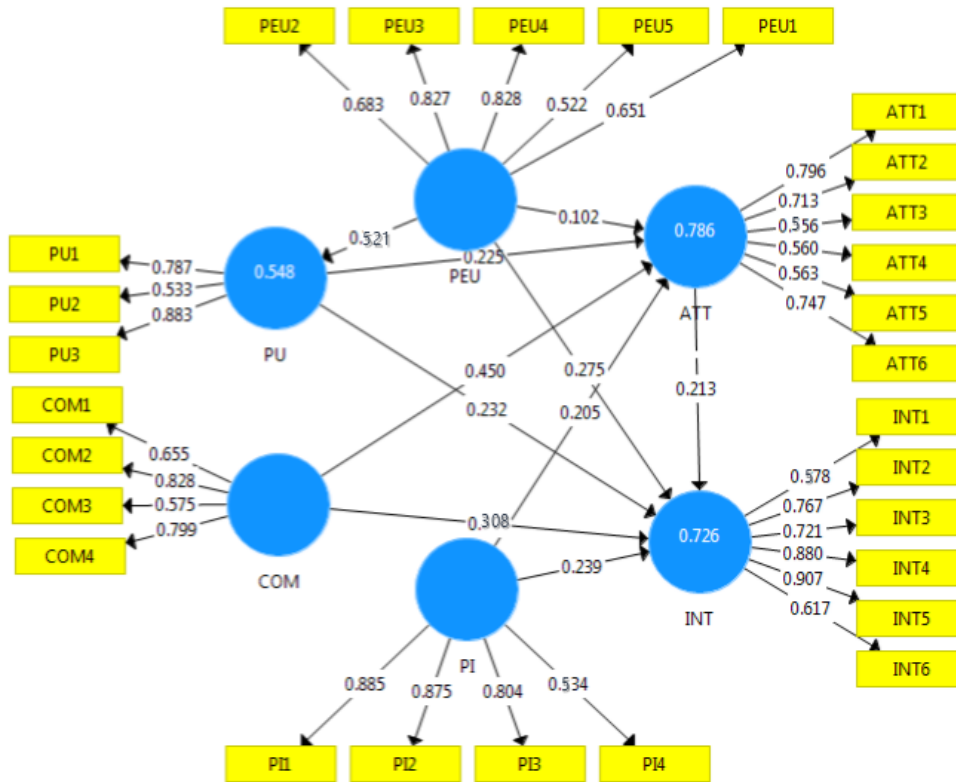 PEU2 PEU3 PEU4 PEU5 PEU1
0.683 0.827 0.828 0.522 0.651
ATT1
ATT2
ATT3
ATT4
ATT5
ATT6
0.796
0.713
0.556
0.560
0.563
0.747
0.102
0.786
ATT
0.521
0.225
PEU
PU1
PU2
PU3
0.787
0.533
0.883
0.548
PU
0.450
0.275
0.232
0.205
0.213
COM1
COM2
COM3
COM4
0.655
0.828
0.575
0.799
COM
0.308
0.239
0.726
INT
INT1
INT2
INT3
INT4
INT5
INT6
0.578
0.767
0.721
0.880
0.907
0.617
PI
0.885 0.875 0.804 0.534
PI1 PI2 PI3 PI4